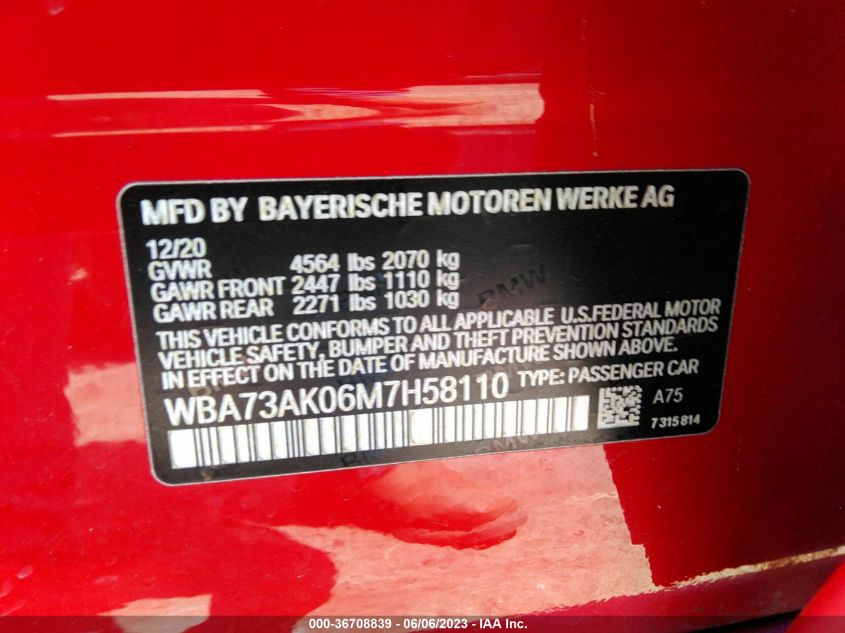 MFD BY BAYERISCHE MOTOREN WERKE AG
12/20
GVWR 4564 lbs 2070 kg
GAWR FRONT 2447 lbs 1110 kg
GAWR REAR 2271 lbs 1030 kg
THIS VEHICLE CONFORMS TO ALL APPLICABLE U.S.FEDERAL MOTOR
VEHICLE SAFETY, BUMPER AND THEFT PREVENTION STANDARDS
IN EFFECT ON THE DATE OF MANUFACTURE SHOWN ABOVE.
WBA73AK06M7H58110 TYPE: PASSENGER CAR
A75
7315814
BMW
000-36708839 - 06/06/2023 - IAA Inc.